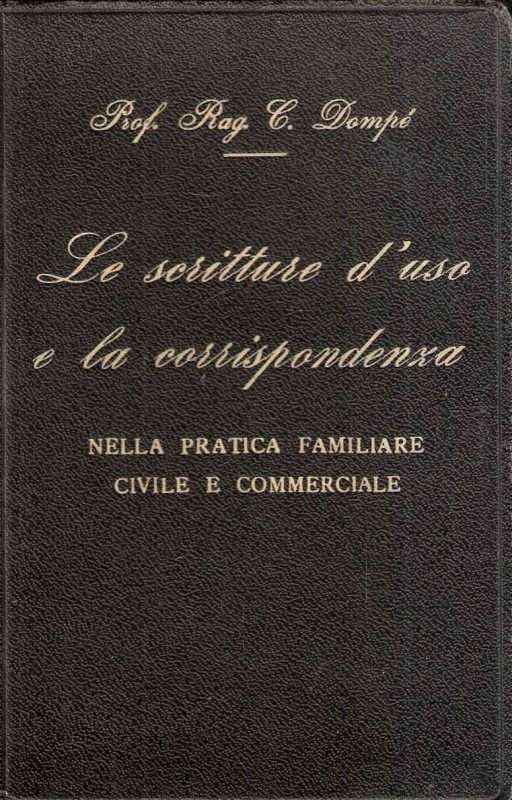 Prof. Rag. C. Dompé
Le scritture d'uso
e la corrispondenza
NELLA PRATICA FAMILIARE
CIVILE E COMMERCIALE